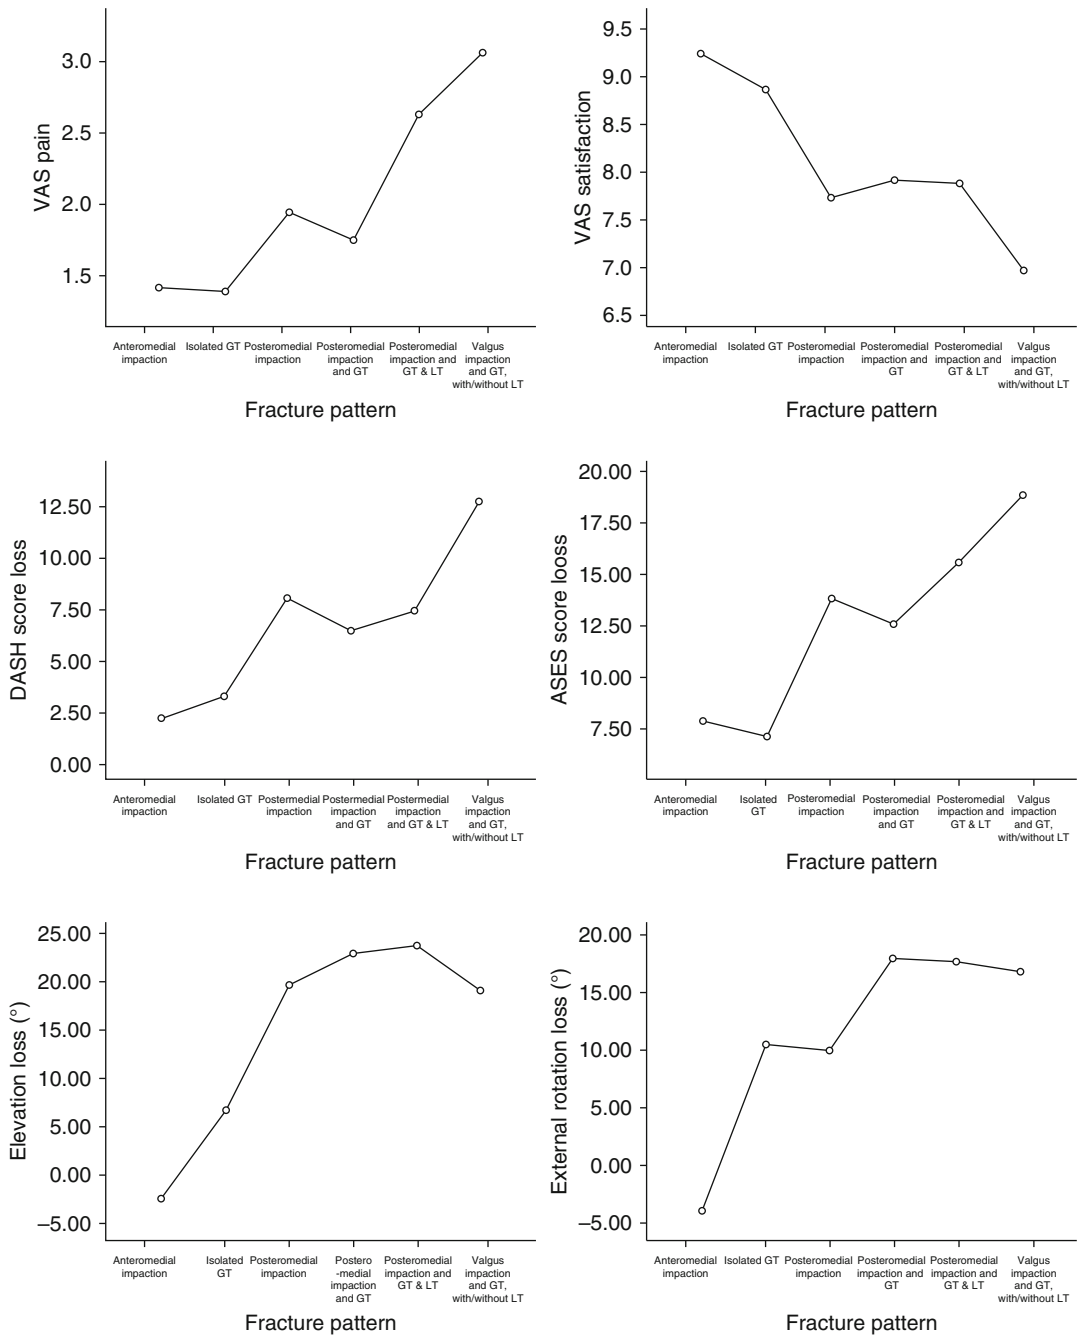 VAS pain
3.0
2.5
2.0
1.5
Anteromedial
impaction
Isolated GT
Posteromedial
impaction
Posteromedial
impaction
and GT
Posteromedial
impaction and
GT & LT
Valgus
impaction
and GT,
with/without LT
Fracture pattern
VAS satisfaction
9.5
9.0
8.5
8.0
7.5
7.0
6.5
Anteromedial
impaction
Isolated GT
Posteromedial
impaction
Posteromedial
impaction and
GT
Posteromedial
impaction and
GT & LT
Valgus
impaction
and GT,
with/without LT
Fracture pattern
DASH score loss
12.50
10.00
7.50
5.00
2.50
0.00
Anteromedial
impaction
Isolated GT
Postermedial
impaction
Postermedial
impaction
and GT
Postermedial
impaction
and GT & LT
Valgus
impaction
and GT,
with/without LT
Fracture pattern
ASES score looss
20.00
17.50
15.00
12.50
10.00
7.50
Anteromedial
impaction
Isolated
GT
Posteromedial
impaction
Posteromedial
impaction
and GT
Posteromedial
impaction and
GT & LT
Valgus
impaction
and GT,
with/without LT
Fracture pattern
Elevation loss (°)
25.00
20.00
15.00
10.00
5.00
0.00
–5.00
Anteromedial
impaction
Isolated
GT
Posteromedial
impaction
Postero
-medial
impaction
and GT
Posteromedial
impaction and
GT & LT
Valgus
impaction
and GT,
with/without LT
Fracture pattern
External rotation loss (°)
20.00
15.00
10.00
5.00
0.00
–5.00
Anteromedial
impaction
Isolated GT
Posteromedial
impaction
Posteromedial
impaction and
GT
Posteromedial
impaction and
GT & LT
Valgus
impaction
and GT,
with/without LT
Fracture pattern